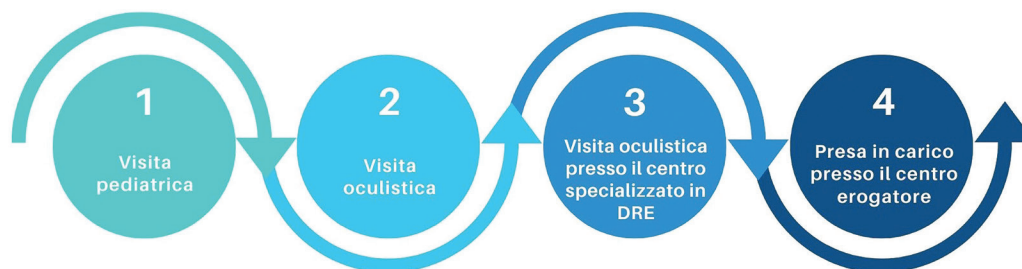 1
Visita
pediatrica
2
Visita
oculistica
3
Visita oculistica
presso il centro
specializzato in
DRE
4
Presa in carico
presso il centro
erogatore